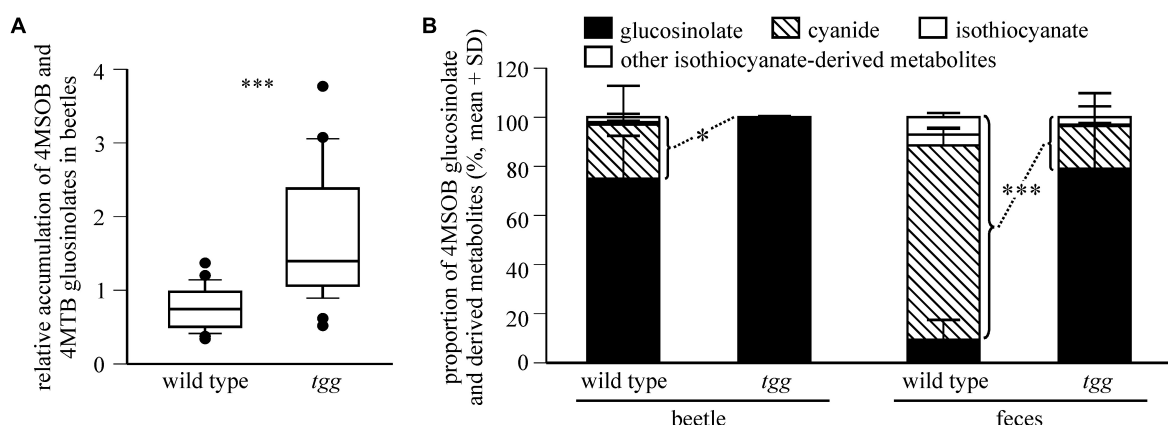 A
relative accumulation of 4MSOB and
4MTB gluosinolates in beetles
4
3
2
1
0
***
wild type
tgg
B
proportion of 4MSOB glucosinolate
and derived metabolites (%, mean + SD)
glucosinolate
cyanide
isothiocyanate
other isothiocyanate-derived metabolites
120
100
80
60
40
20
0
*
***
wild type
tgg
wild type
tgg
beetle
feces